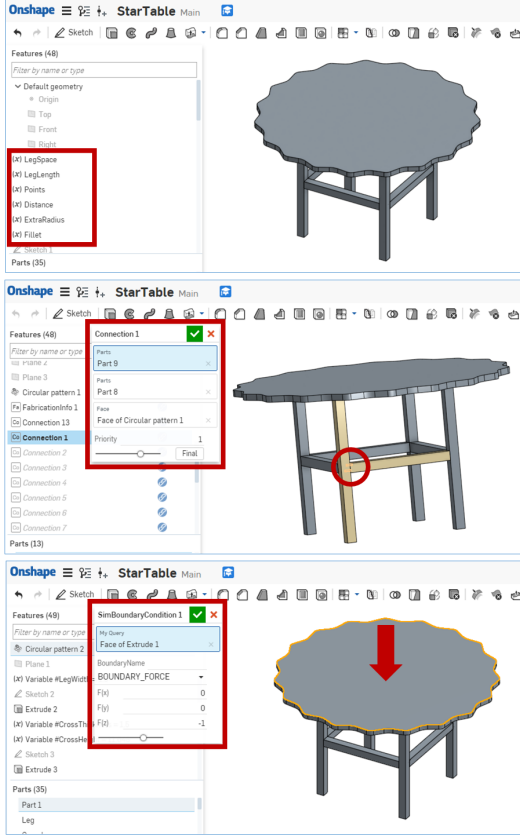 Onshape StarTable Main
Sketch
Features (48)
Filter by name or type
Default geometry
Origin
Top
Front
Right
(x) LegSpace
(x) LegLength
(x) Points
(x) Distance
(x) ExtraRadius
(x) Fillet
Sketch 1
Parts (35)
Onshape StarTable Main
Sketch
Features (48)
Connection 1
Filter by name or type
Parts
Part 9
Plane 2
Plane 3
Parts
Part 8
Circular pattern 1
FabricationInfo 1
Face
Face of Circular pattern 1
Connection 13
Connection 1
Priority 1
Connection 2
Final
Connection 3
Connection 4
Connection 5
Connection 6
Connection 7
Parts (13)
Onshape StarTable Main
Sketch
Features (49)
SimBoundaryCondition 1
Filter by name or type
My Query
Face of Extrude 1
Circular pattern 2
Plane 1
BoundaryName
(x) Variable #LegWidth
BOUNDARY_FORCE
Sketch 2
F(x) 0
Extrude 2
F(y) 0
(x) Variable #CrossThi
F(z) -1
(x) Variable #CrossHei
Sketch 3
Extrude 3
Parts (35)
Part 1
Leg